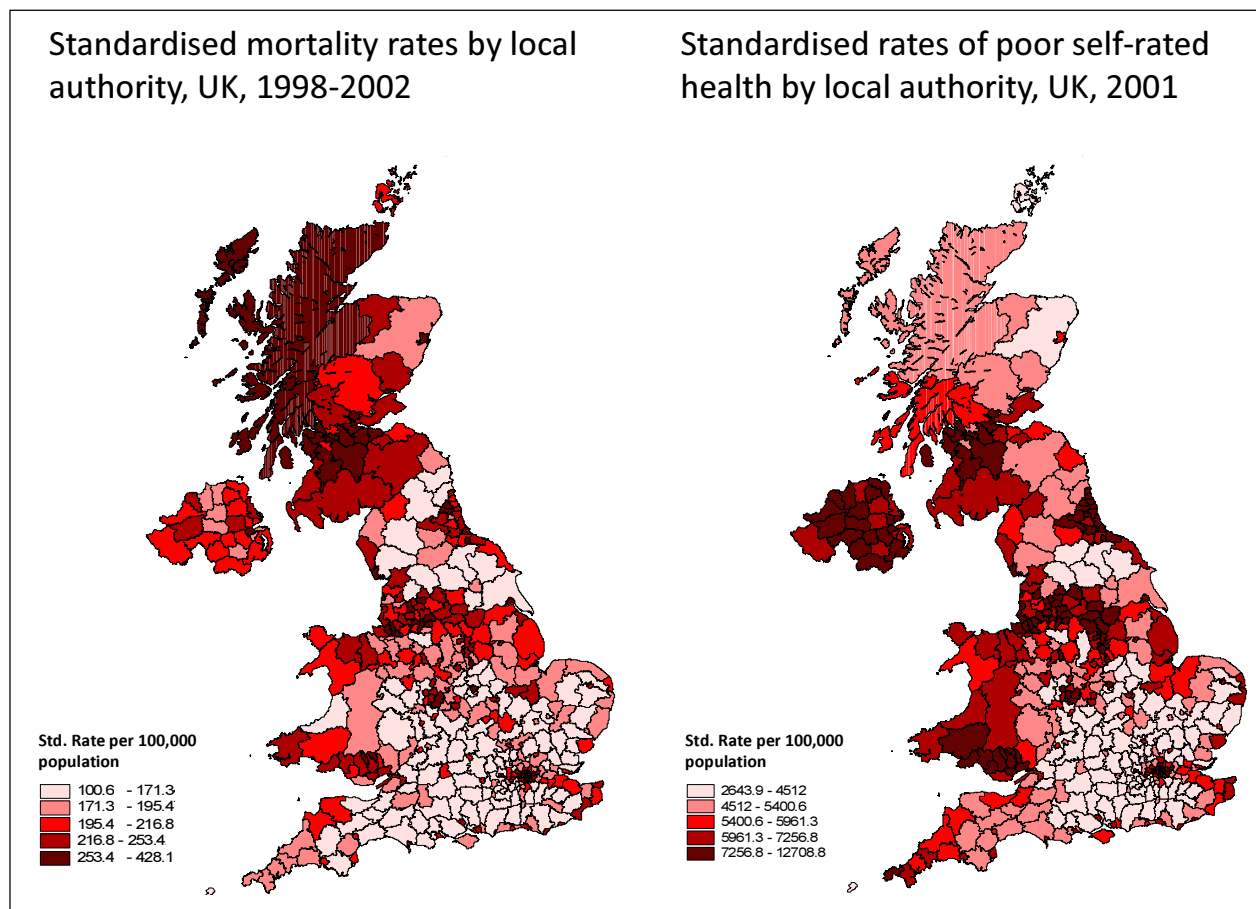 Standardised mortality rates by local
authority, UK, 1998-2002
Std. Rate per 100,000
population
100.6 - 171.3
171.3 - 195.4
195.4 - 216.8
216.8 - 253.4
253.4 - 428.1
Standardised rates of poor self-rated
health by local authority, UK, 2001
Std. Rate per 100,000
population
2643.9 - 4512
4512 - 5400.6
5400.6 - 5961.3
5961.3 - 7256.8
7256.8 - 12708.8